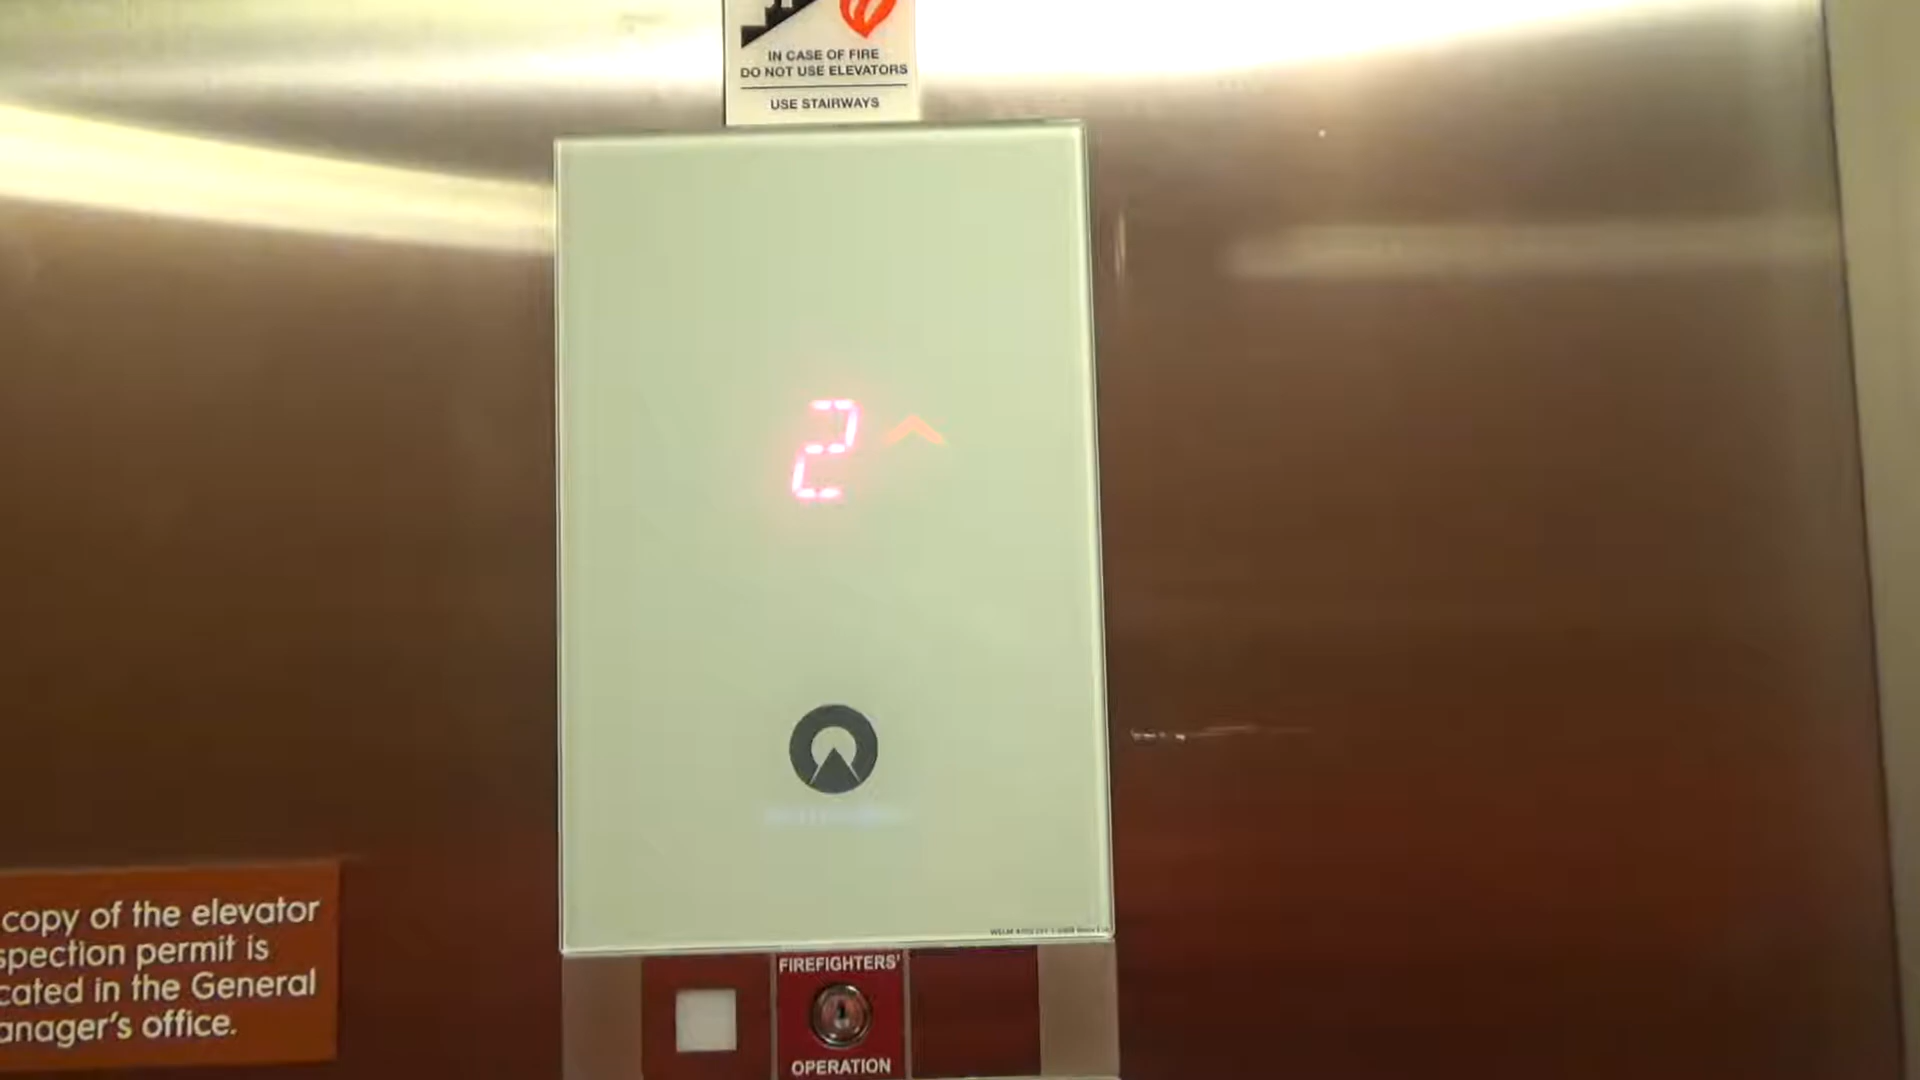 IN CASE OF FIRE
DO NOT USE ELEVATORS
USE STAIRWAYS
2
copy of the elevator
spection permit is
cated in the General
anager's office.
FIREFIGHTERS'
OPERATION